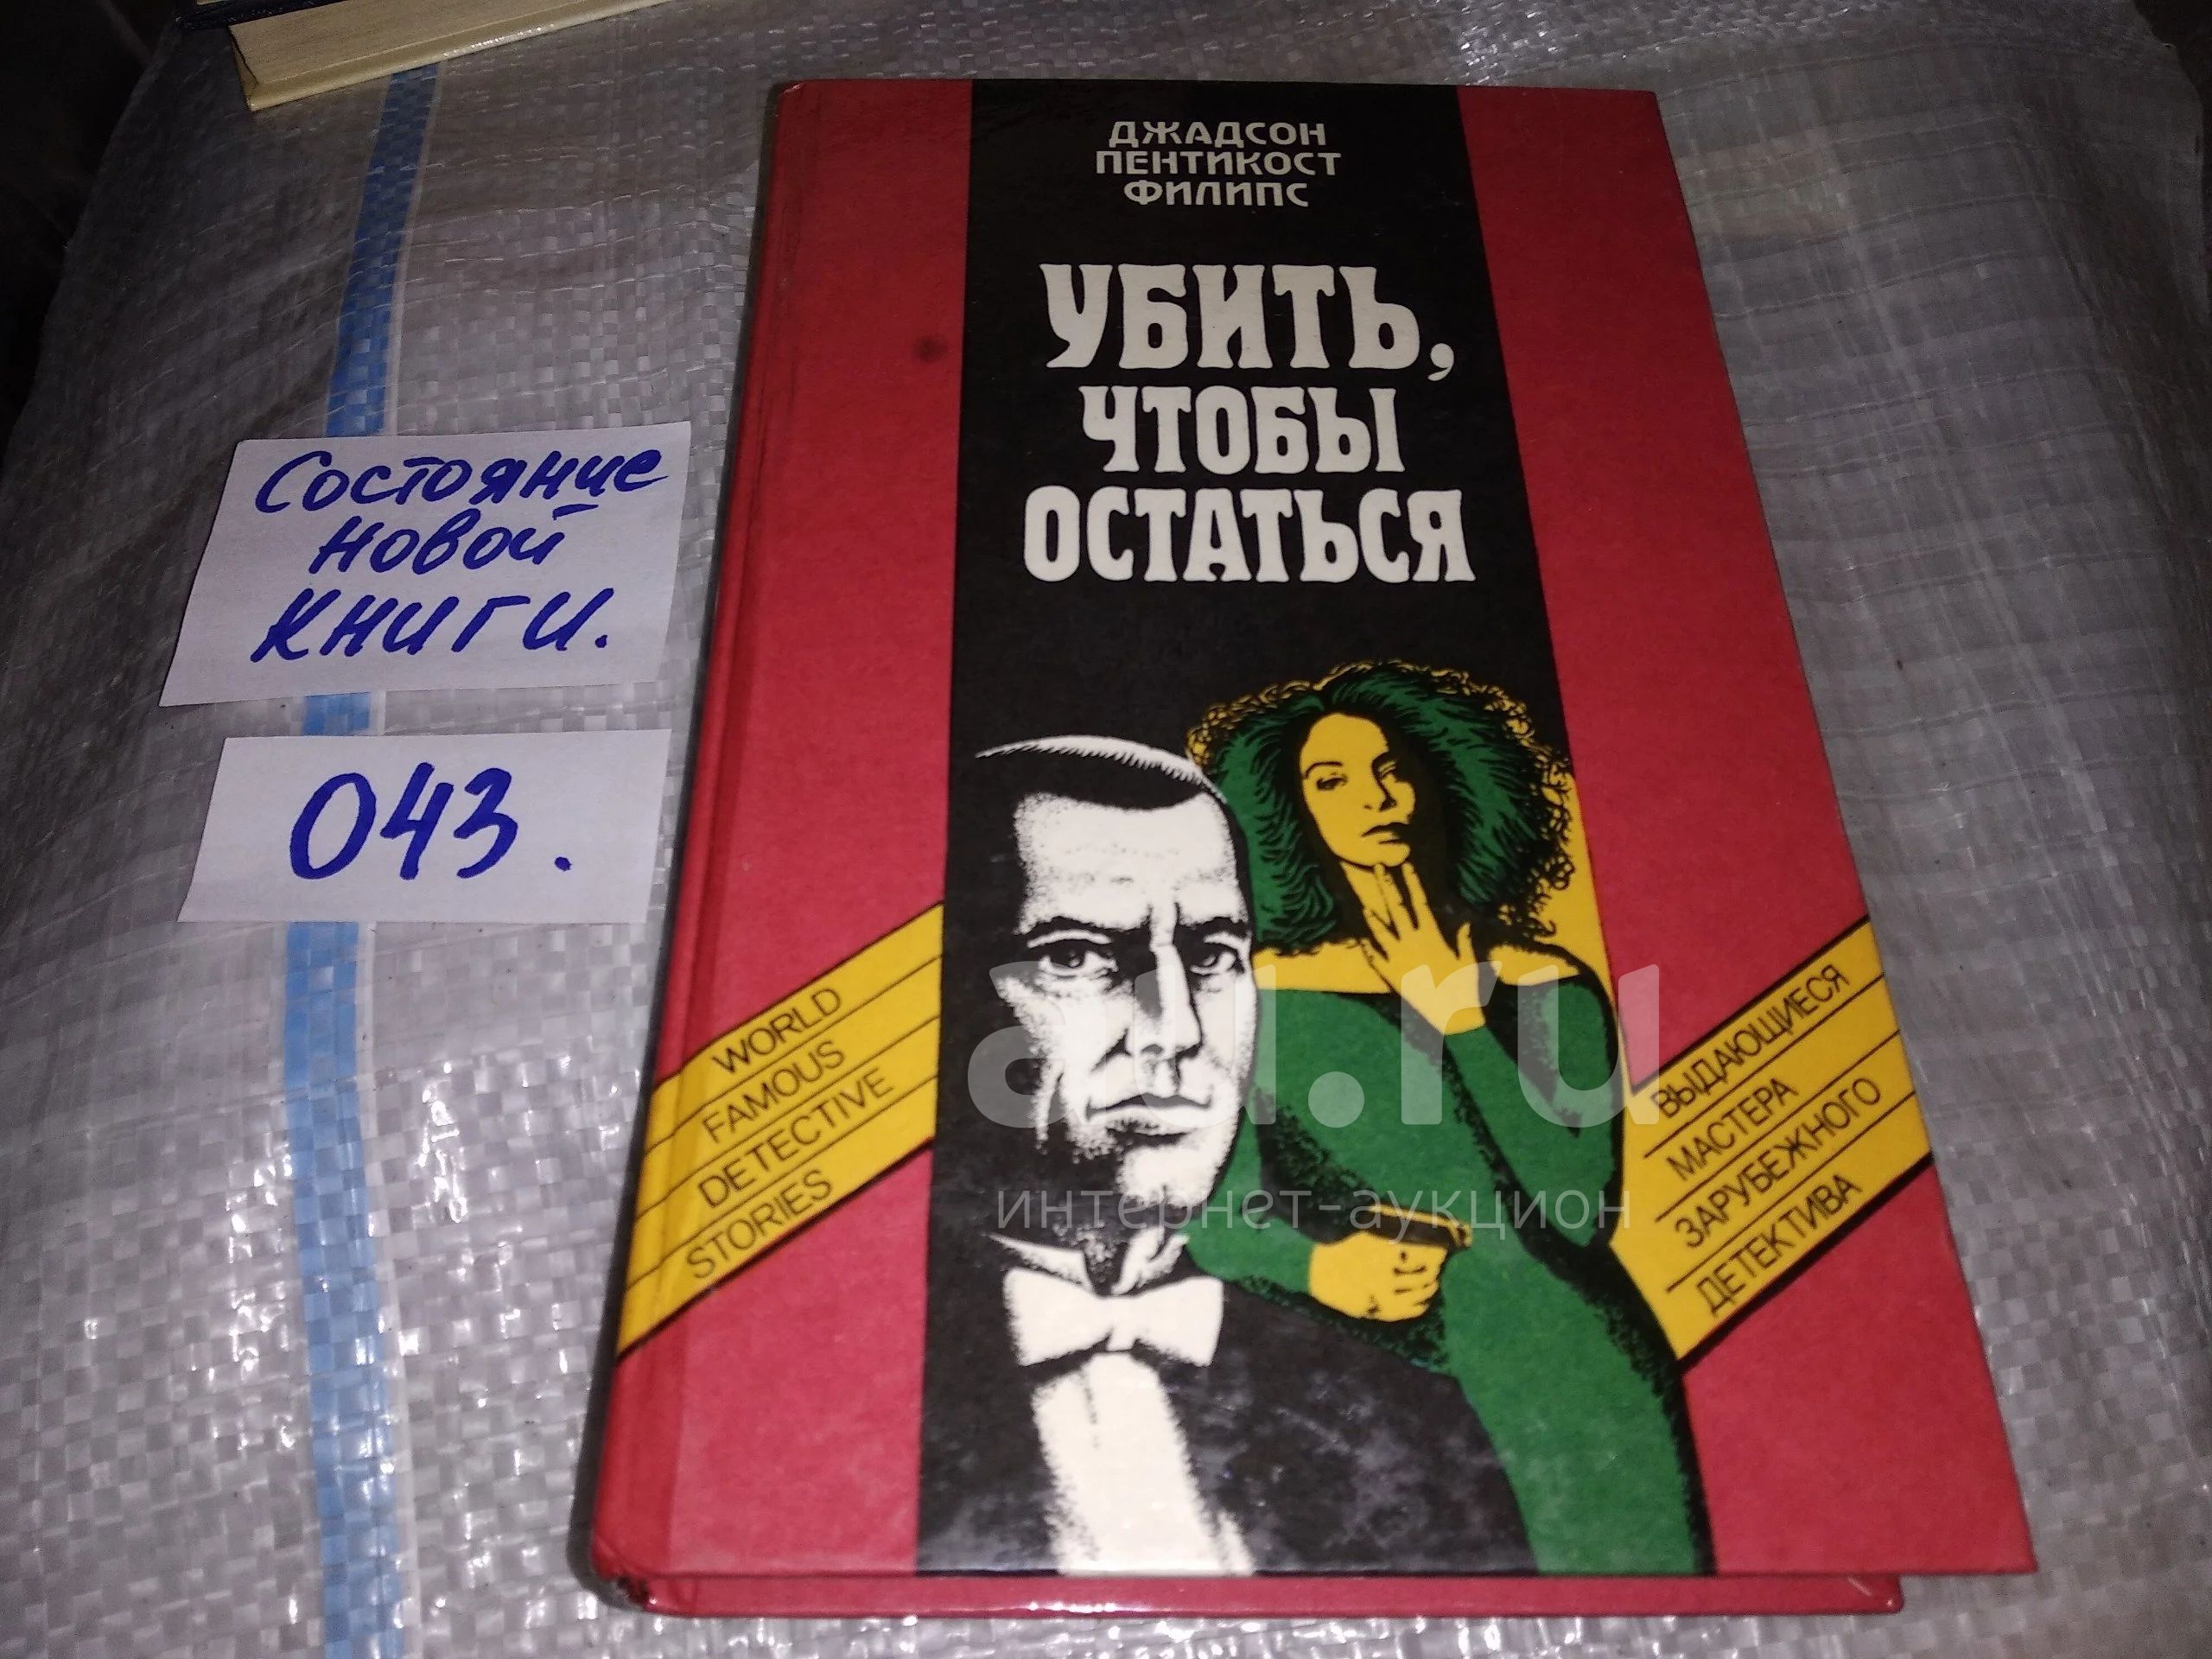 ДЖАДСОН
ПЕНТИКОСТ
ФИЛИПС
УБИТЬ,
ЧТОБЫ
ОСТАТЬСЯ
Состояние
новой
книги.
043.
WORLD
FAMOUS
DETECTIVE
STORIES
ВЫДАЮЩИЕСЯ
МАСТЕРА
ЗАРУБЕЖНОГО
ДЕТЕКТИВА
au.ru
интернет-аукцион